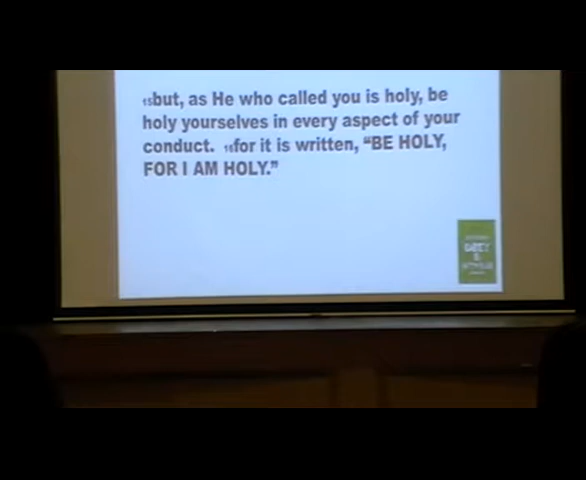 15but, as He who called you is holy, be
holy yourselves in every aspect of your
conduct. 16for it is written, “BE HOLY,
FOR I AM HOLY.”